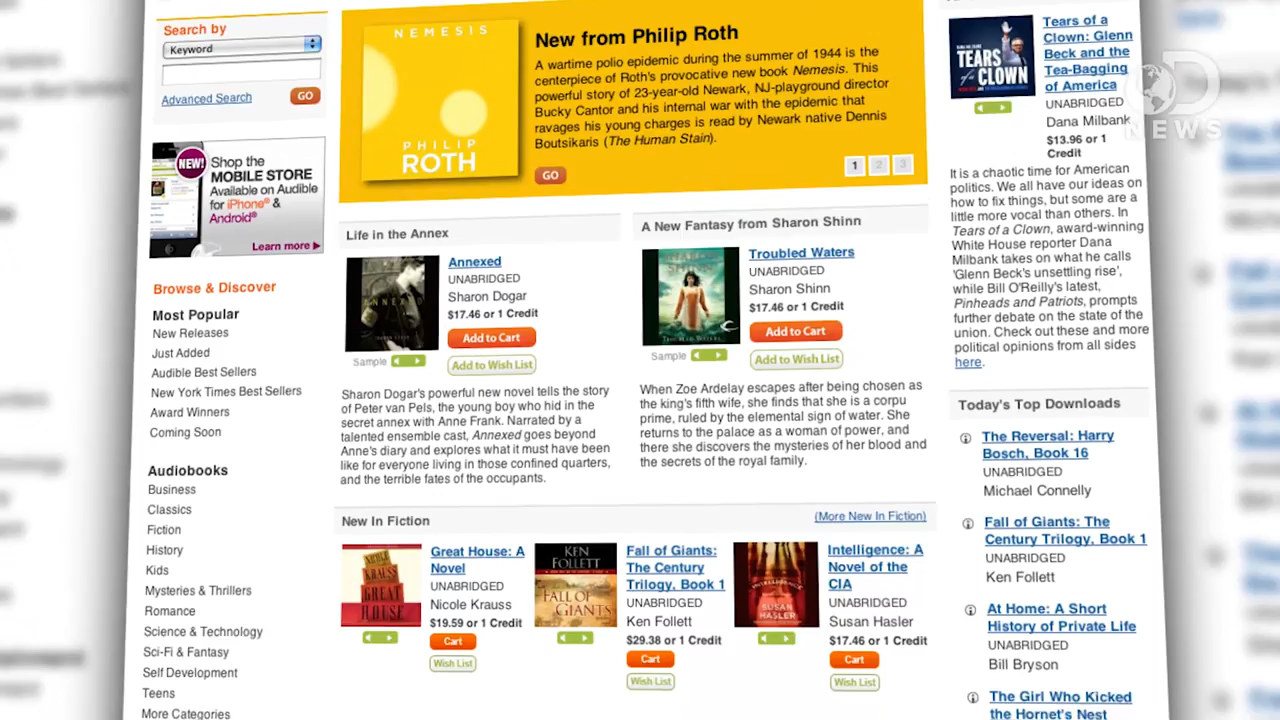 Search by
Keyword
Advanced Search
GO
NEW!
Shop the
MOBILE STORE
Available on Audible
for iPhone® &
Android®
Learn more
Browse & Discover
Most Popular
New Releases
Just Added
Audible Best Sellers
New York Times Best Sellers
Award Winners
Coming Soon
Audiobooks
Business
Classics
Fiction
History
Kids
Mysteries & Thrillers
Romance
Science & Technology
Sci-Fi & Fantasy
Self Development
Teens
More Categories
NEMESIS
PHILIP
ROTH
New from Philip Roth
A wartime polio epidemic during the summer of 1944 is the
centerpiece of Roth's provocative new book Nemesis. This
powerful story of 23-year-old Newark, NJ-playground director
Bucky Cantor and his internal war with the epidemic that
ravages his young charges is read by Newark native Dennis
Boutsikaris (The Human Stain).
GO
1 2 3
Life in the Annex
ANNEXED
Annexed
UNABRIDGED
Sharon Dogar
$17.46 or 1 Credit
Add to Cart
Sample
Add to Wish List
Sharon Dogar's powerful new novel tells the story
of Peter van Pels, the young boy who hid in the
secret annex with Anne Frank. Narrated by a
talented ensemble cast, Annexed goes beyond
Anne's diary and explores what it must have been
like for everyone living in those confined quarters,
and the terrible fates of the occupants.
A New Fantasy from Sharon Shinn
Troubled Waters
UNABRIDGED
Sharon Shinn
$17.46 or 1 Credit
Add to Cart
Sample
Add to Wish List
When Zoe Ardelay escapes after being chosen as
the king's fifth wife, she finds that she is a corpu
prime, ruled by the elemental sign of water. She
returns to the palace as a woman of power, and
there she discovers the mysteries of her blood and
the secrets of the royal family.
New In Fiction
(More New In Fiction)
NICOLE
KRAUSS
GREAT
HOUSE
Great House: A
Novel
UNABRIDGED
Nicole Krauss
$19.59 or 1 Credit
Cart
Wish List
KEN
FOLLETT
FALL OF
GIANTS
Fall of Giants:
The Century
Trilogy, Book 1
UNABRIDGED
Ken Follett
$29.38 or 1 Credit
Cart
Wish List
INTELLIGENCE
SUSAN
HASLER
Intelligence: A
Novel of the
CIA
UNABRIDGED
Susan Hasler
$17.46 or 1 Credit
Cart
Wish List
TEARS
of a
CLOWN
Tears of a
Clown: Glenn
Beck and the
Tea-Bagging
of America
UNABRIDGED
Dana Milbank
$13.96 or 1
Credit
It is a chaotic time for American
politics. We all have our ideas on
how to fix things, but some are a
little more vocal than others. In
Tears of a Clown, award-winning
White House reporter Dana
Milbank takes on what he calls
'Glenn Beck's unsettling rise',
while Bill O'Reilly's latest,
Pinheads and Patriots, prompts
further debate on the state of the
union. Check out these and more
political opinions from all sides
here.
Today's Top Downloads
The Reversal: Harry
Bosch, Book 16
UNABRIDGED
Michael Connelly
Fall of Giants: The
Century Trilogy, Book 1
UNABRIDGED
Ken Follett
At Home: A Short
History of Private Life
UNABRIDGED
Bill Bryson
The Girl Who Kicked
the Hornet's Nest
D
NEWS